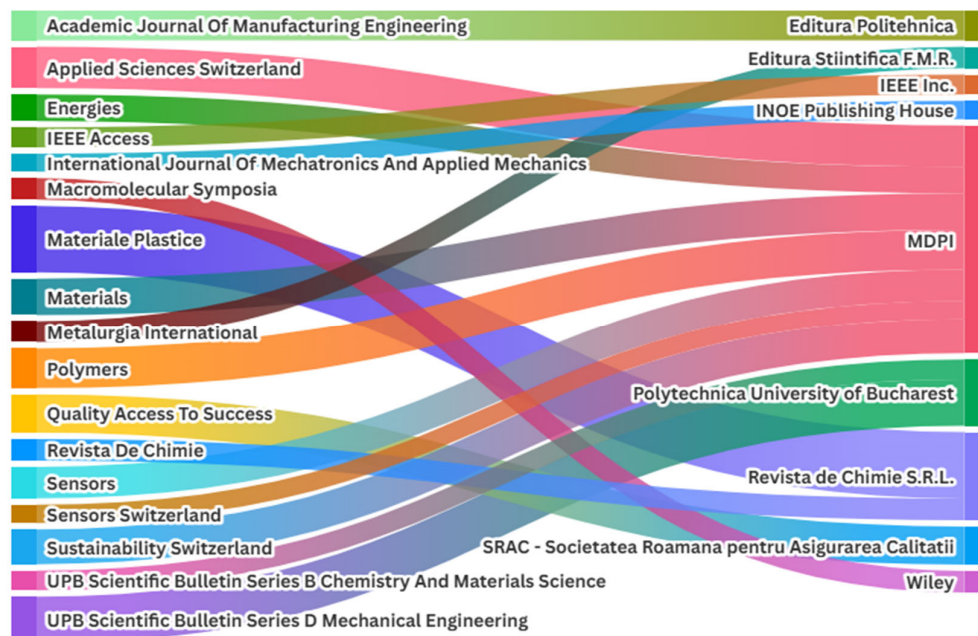 Academic Journal Of Manufacturing Engineering
Applied Sciences Switzerland
Energies
IEEE Access
International Journal Of Mechatronics And Applied Mechanics
Macromolecular Symposia
Materiale Plastice
Materials
Metalurgia International
Polymers
Quality Access To Success
Revista De Chimie
Sensors
Sensors Switzerland
Sustainability Switzerland
UPB Scientific Bulletin Series B Chemistry And Materials Science
UPB Scientific Bulletin Series D Mechanical Engineering
Editura Politehnica
Editura Stiintifica F.M.R.
IEEE Inc.
INOE Publishing House
MDPI
Polytechnica University of Bucharest
Revista de Chimie S.R.L.
SRAC - Societatea Roamana pentru Asigurarea Calitatii
Wiley